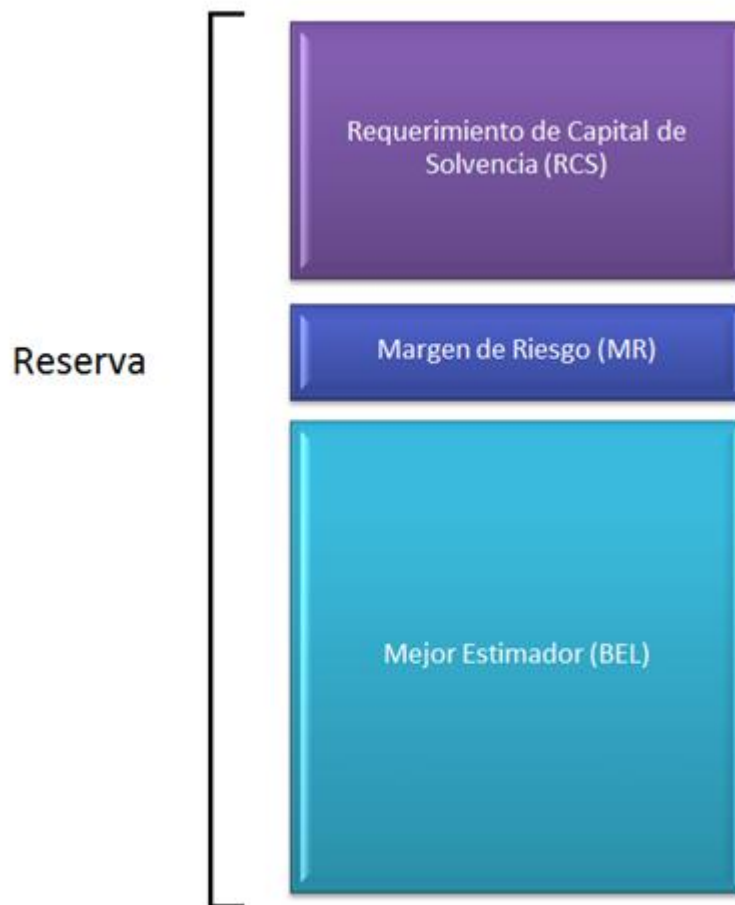 Requerimiento de Capital de
Solvencia (RCS)
Margen de Riesgo (MR)
Reserva
Mejor Estimador (BEL)